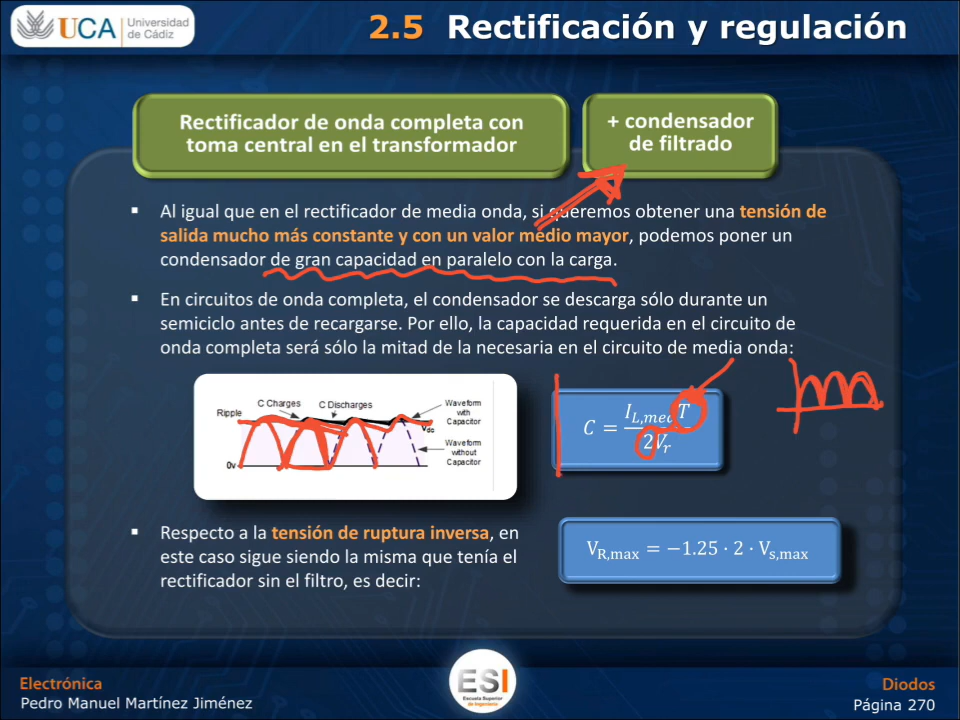 UCA Universidad de Cádiz
2.5 Rectificación y regulación
Rectificador de onda completa con
toma central en el transformador
+ condensador
de filtrado
▪ Al igual que en el rectificador de media onda, si queremos obtener una tensión de
salida mucho más constante y con un valor medio mayor, podemos poner un
condensador de gran capacidad en paralelo con la carga.
▪ En circuitos de onda completa, el condensador se descarga sólo durante un
semiciclo antes de recargarse. Por ello, la capacidad requerida en el circuito de
onda completa será sólo la mitad de la necesaria en el circuito de media onda:
Ripple
C Charges
C Discharges
Waveform
with
Capacitor
Vdc
Waveform
without
Capacitor
0v
C = I_{L,med} T / 2V_r
▪ Respecto a la tensión de ruptura inversa, en
este caso sigue siendo la misma que tenía el
rectificador sin el filtro, es decir:
V_{R,max} = −1.25 · 2 · V_{s,max}
Electrónica
Pedro Manuel Martínez Jiménez
ESI
Escuela Superior
de Ingeniería
Diodos
Página 270